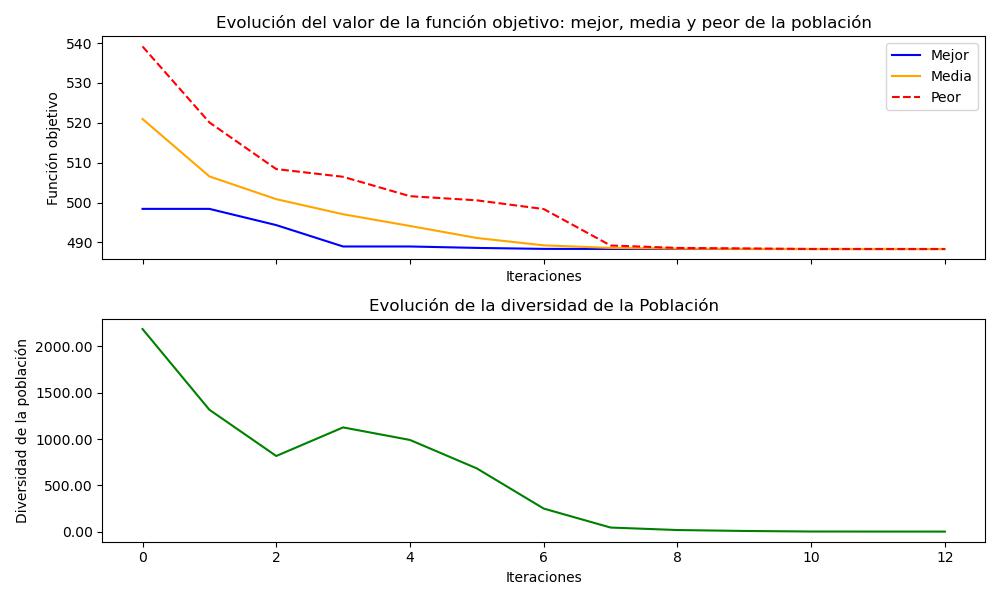 Evolución del valor de la función objetivo: mejor, media y peor de la población
540
530
520
510
500
490
Función objetivo
Mejor
Media
Peor
Iteraciones
Evolución de la diversidad de la Población
2000.00
1500.00
1000.00
500.00
0.00
Diversidad de la población
0 2 4 6 8 10 12
Iteraciones